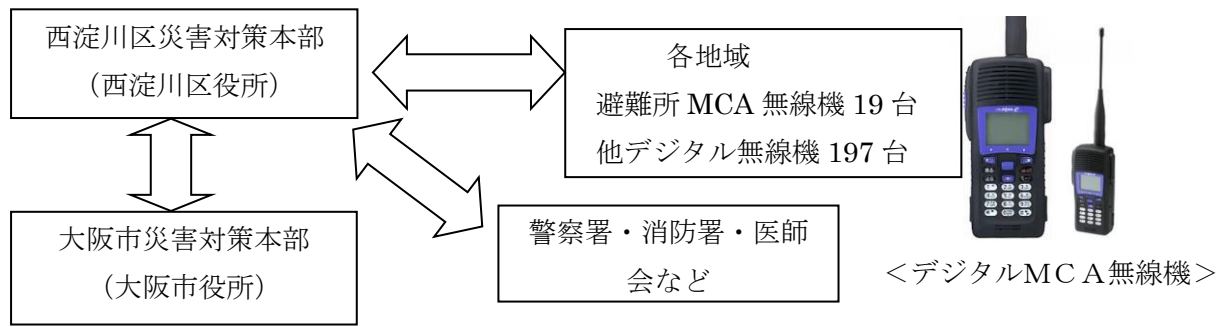 西淀川区災害対策本部
（西淀川区役所）
各地域
避難所 MCA 無線機 19 台
他デジタル無線機 197 台
大阪市災害対策本部
（大阪市役所）
警察署・消防署・医師
会など
＜デジタルＭＣＡ無線機＞